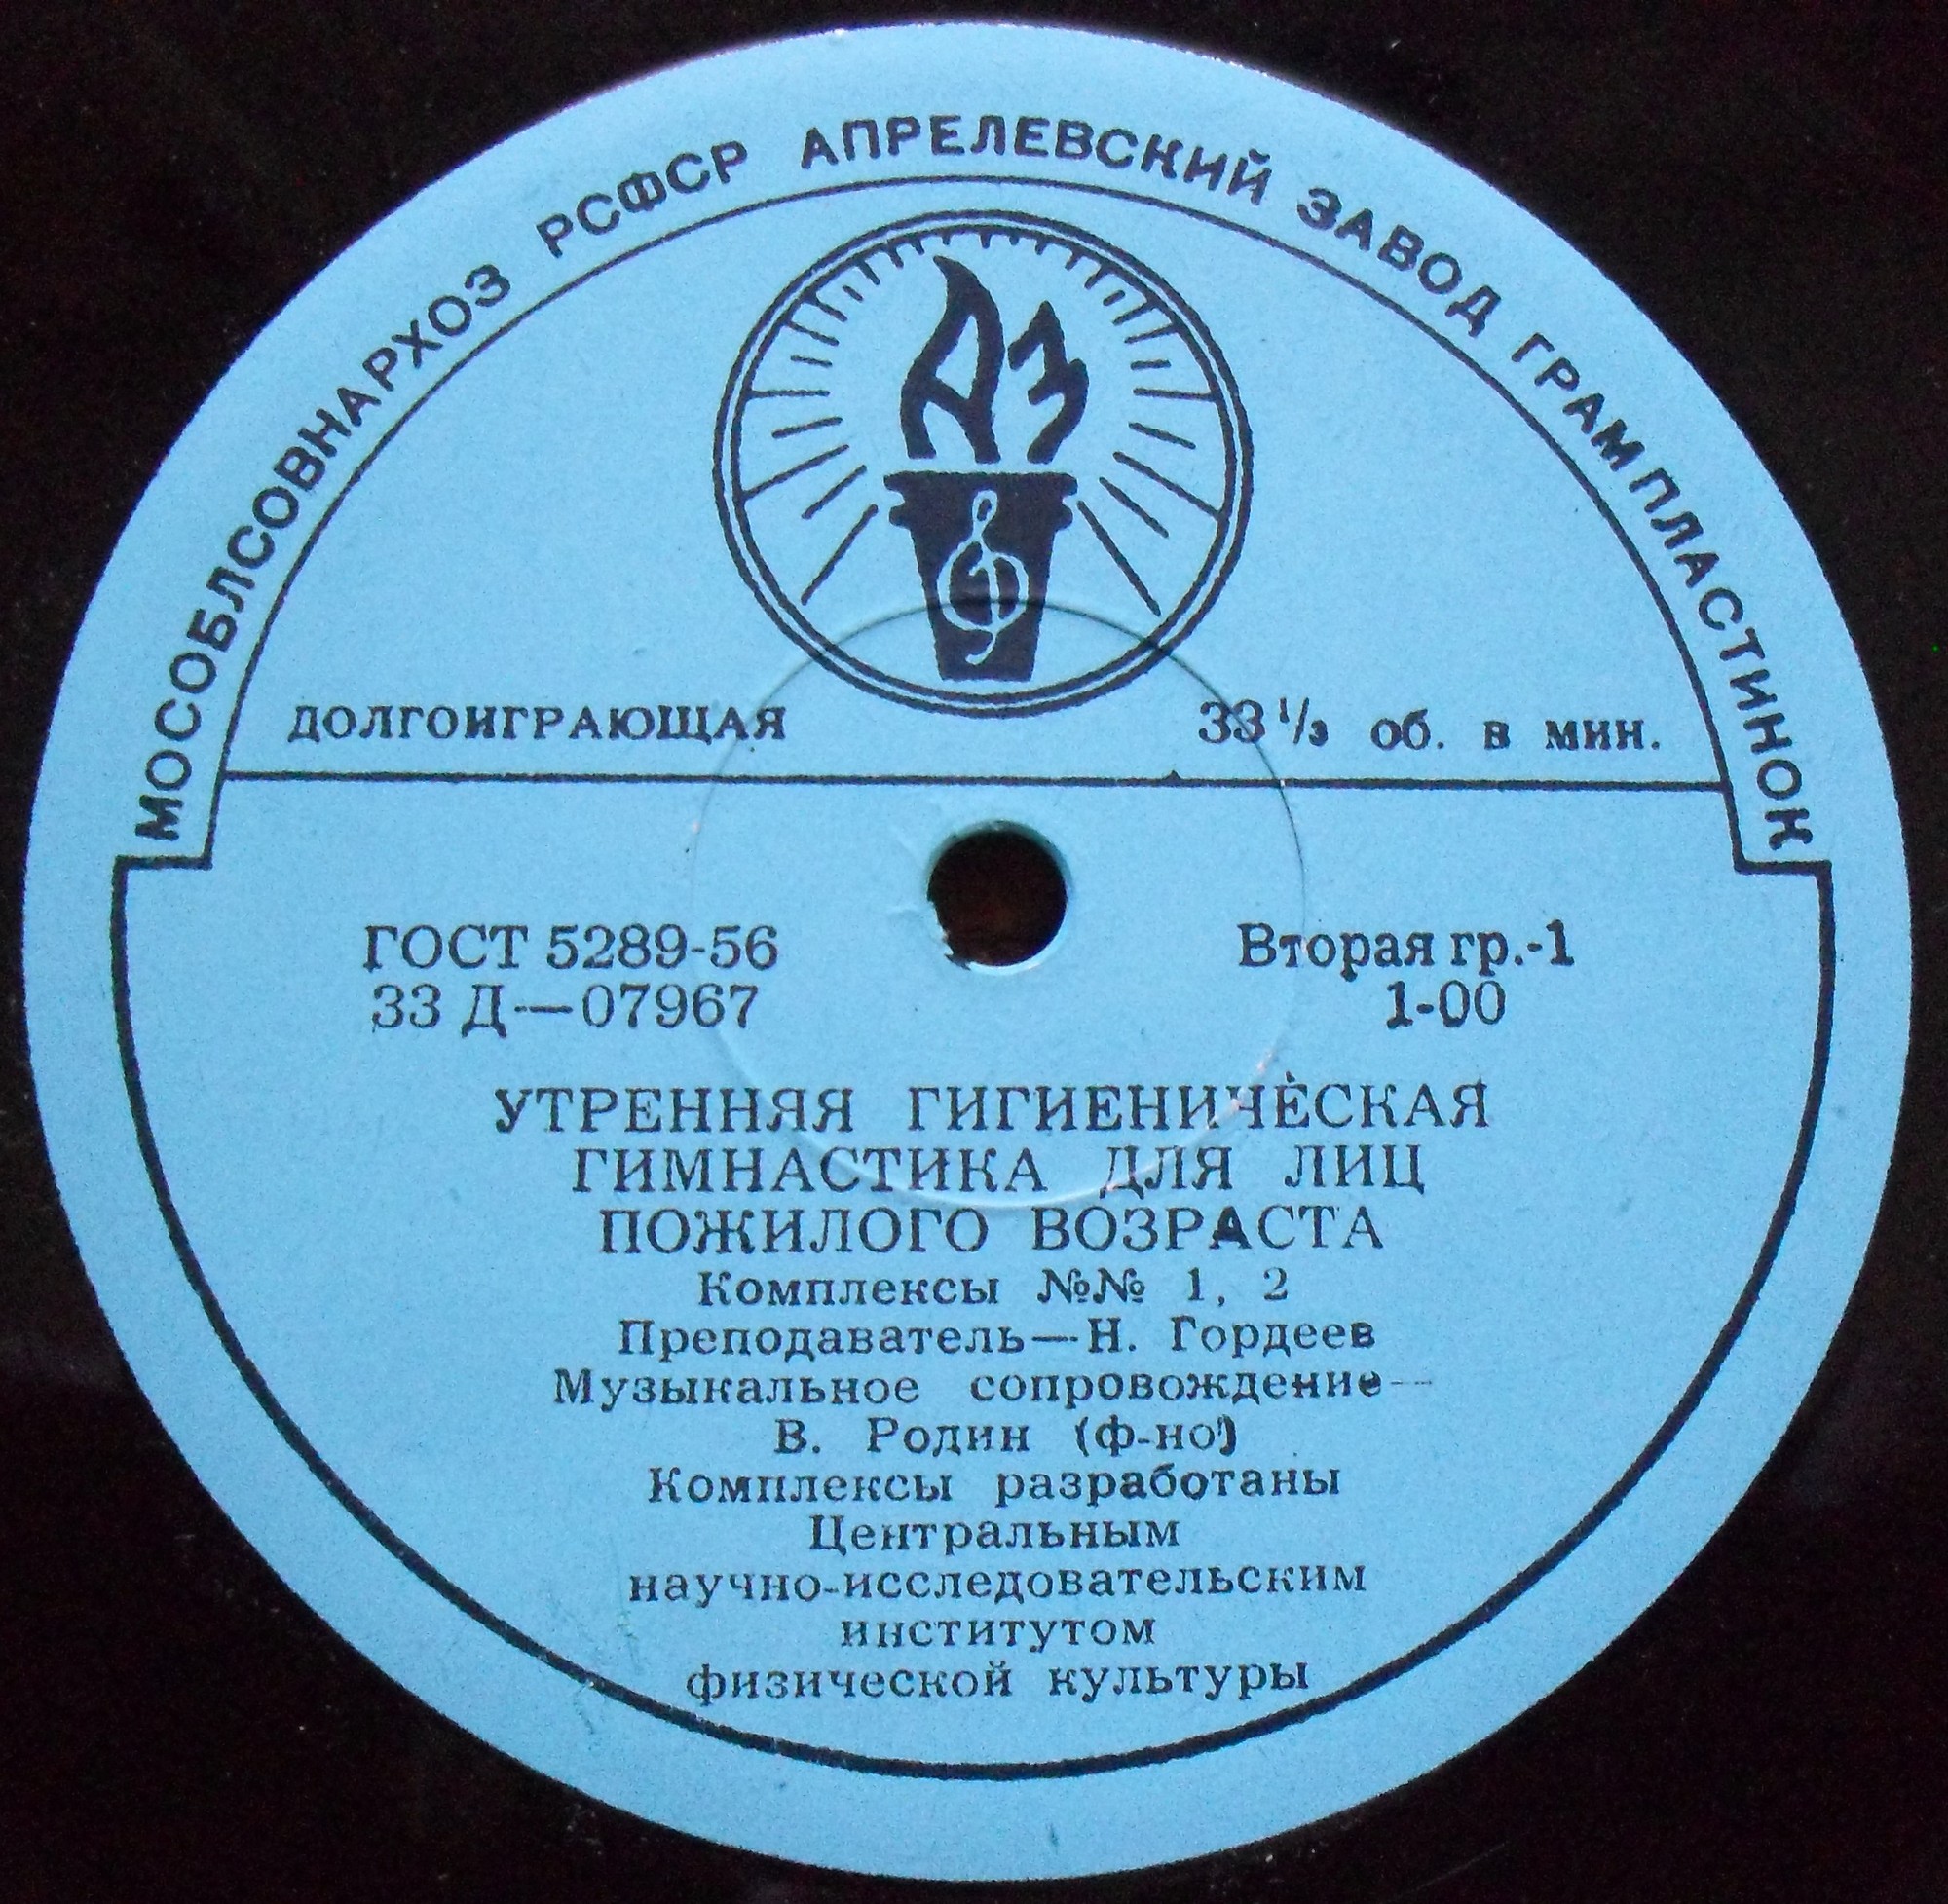 МОСОБЛСОВНАРХОЗ РСФСР АПРЕЛЕВСКИЙ ЗАВОД ГРАМПЛАСТИНОК
АЗ
ДОЛГОИГРАЮЩАЯ 33⅓ об. в мин.
ГОСТ 5289-56 Вторая гр.-1
33 Д—07967 1-00
УТРЕННЯЯ ГИГИЕНИЧЕСКАЯ
ГИМНАСТИКА ДЛЯ ЛИЦ
ПОЖИЛОГО ВОЗРАСТА
Комплексы №№ 1, 2
Преподаватель—Н. Гордеев
Музыкальное сопровождение—
В. Родин (ф-но)
Комплексы разработаны
Центральным
научно-исследовательским
институтом
физической культуры